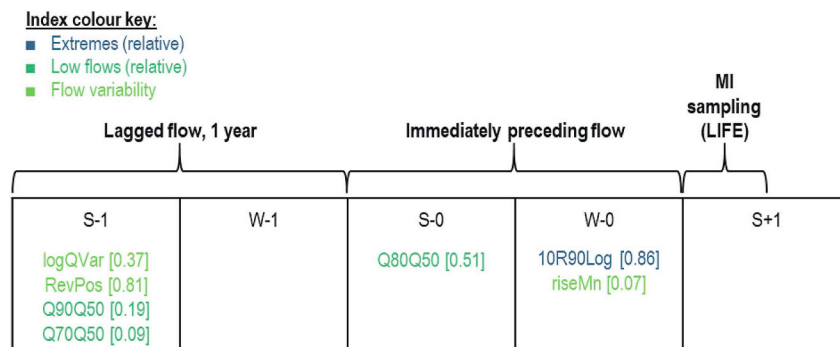 Index colour key:
Extremes (relative)
Low flows (relative)
Flow variability
Lagged flow, 1 year
Immediately preceding flow
MI
sampling
(LIFE)
S-1
W-1
S-0
W-0
S+1
logQVar [0.37]
RevPos [0.81]
Q90Q50 [0.19]
Q70Q50 [0.09]
Q80Q50 [0.51]
10R90Log [0.86]
riseMn [0.07]